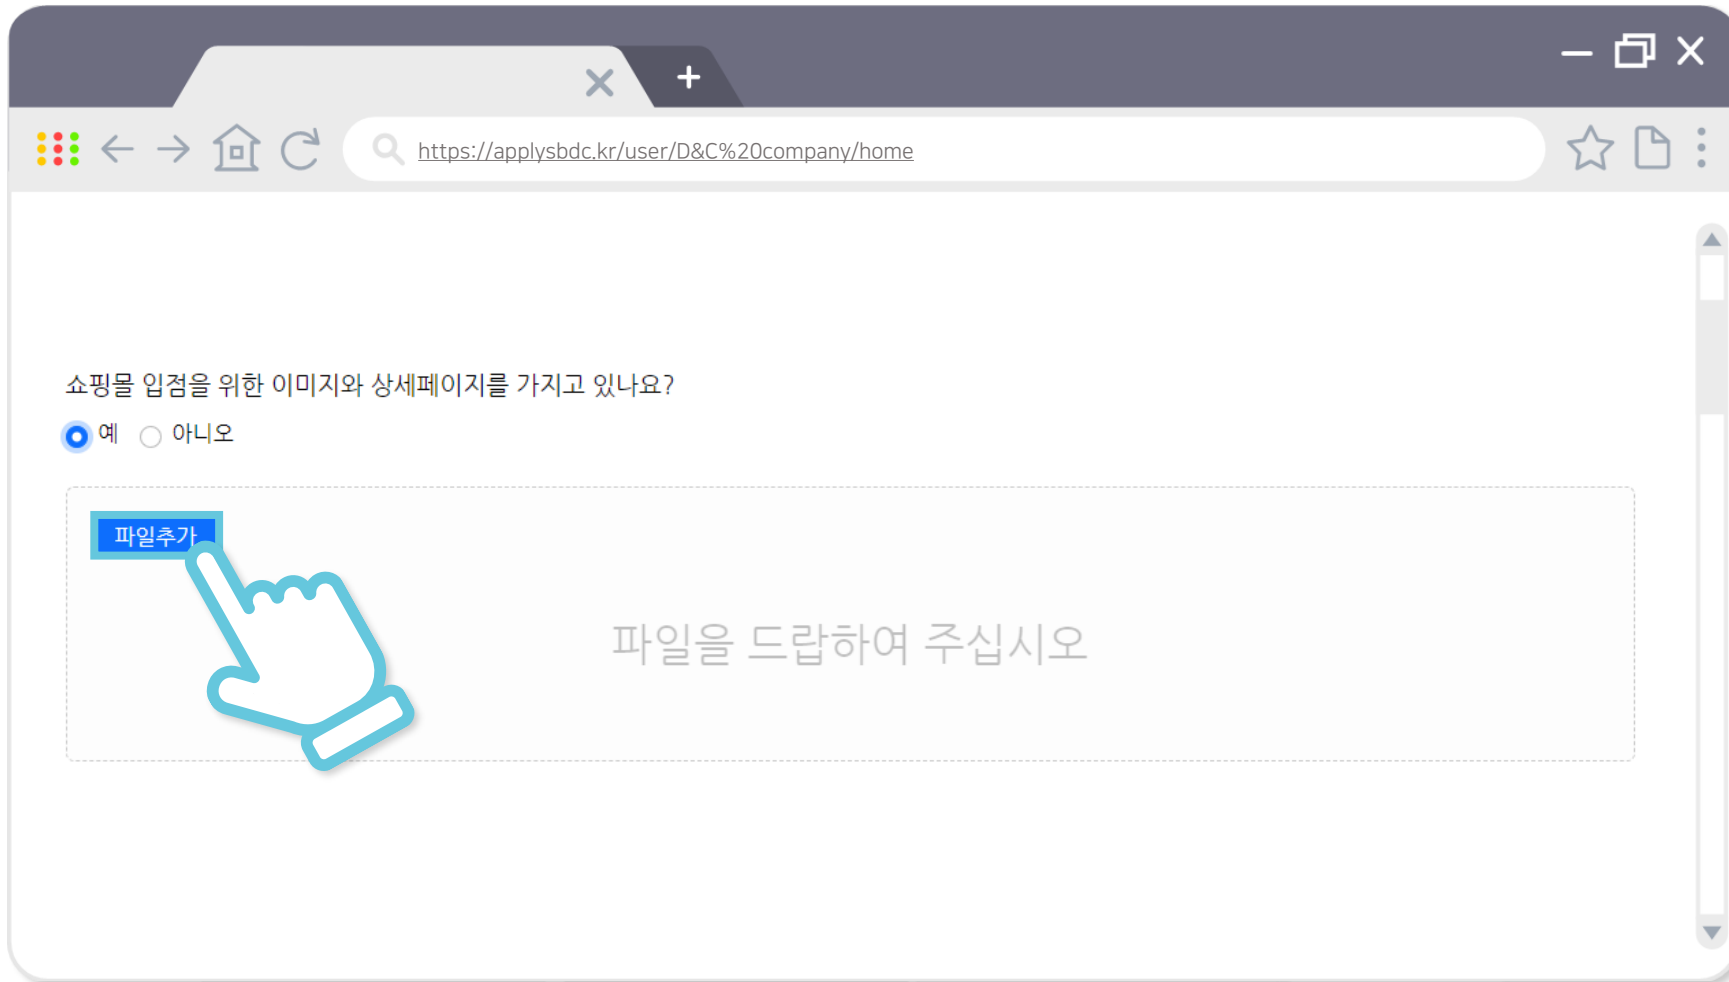 https://applysbdc.kr/user/D&C%20company/home
쇼핑몰 입점을 위한 이미지와 상세페이지를 가지고 있나요?
예 아니오
파일추가
파일을 드랍하여 주십시오